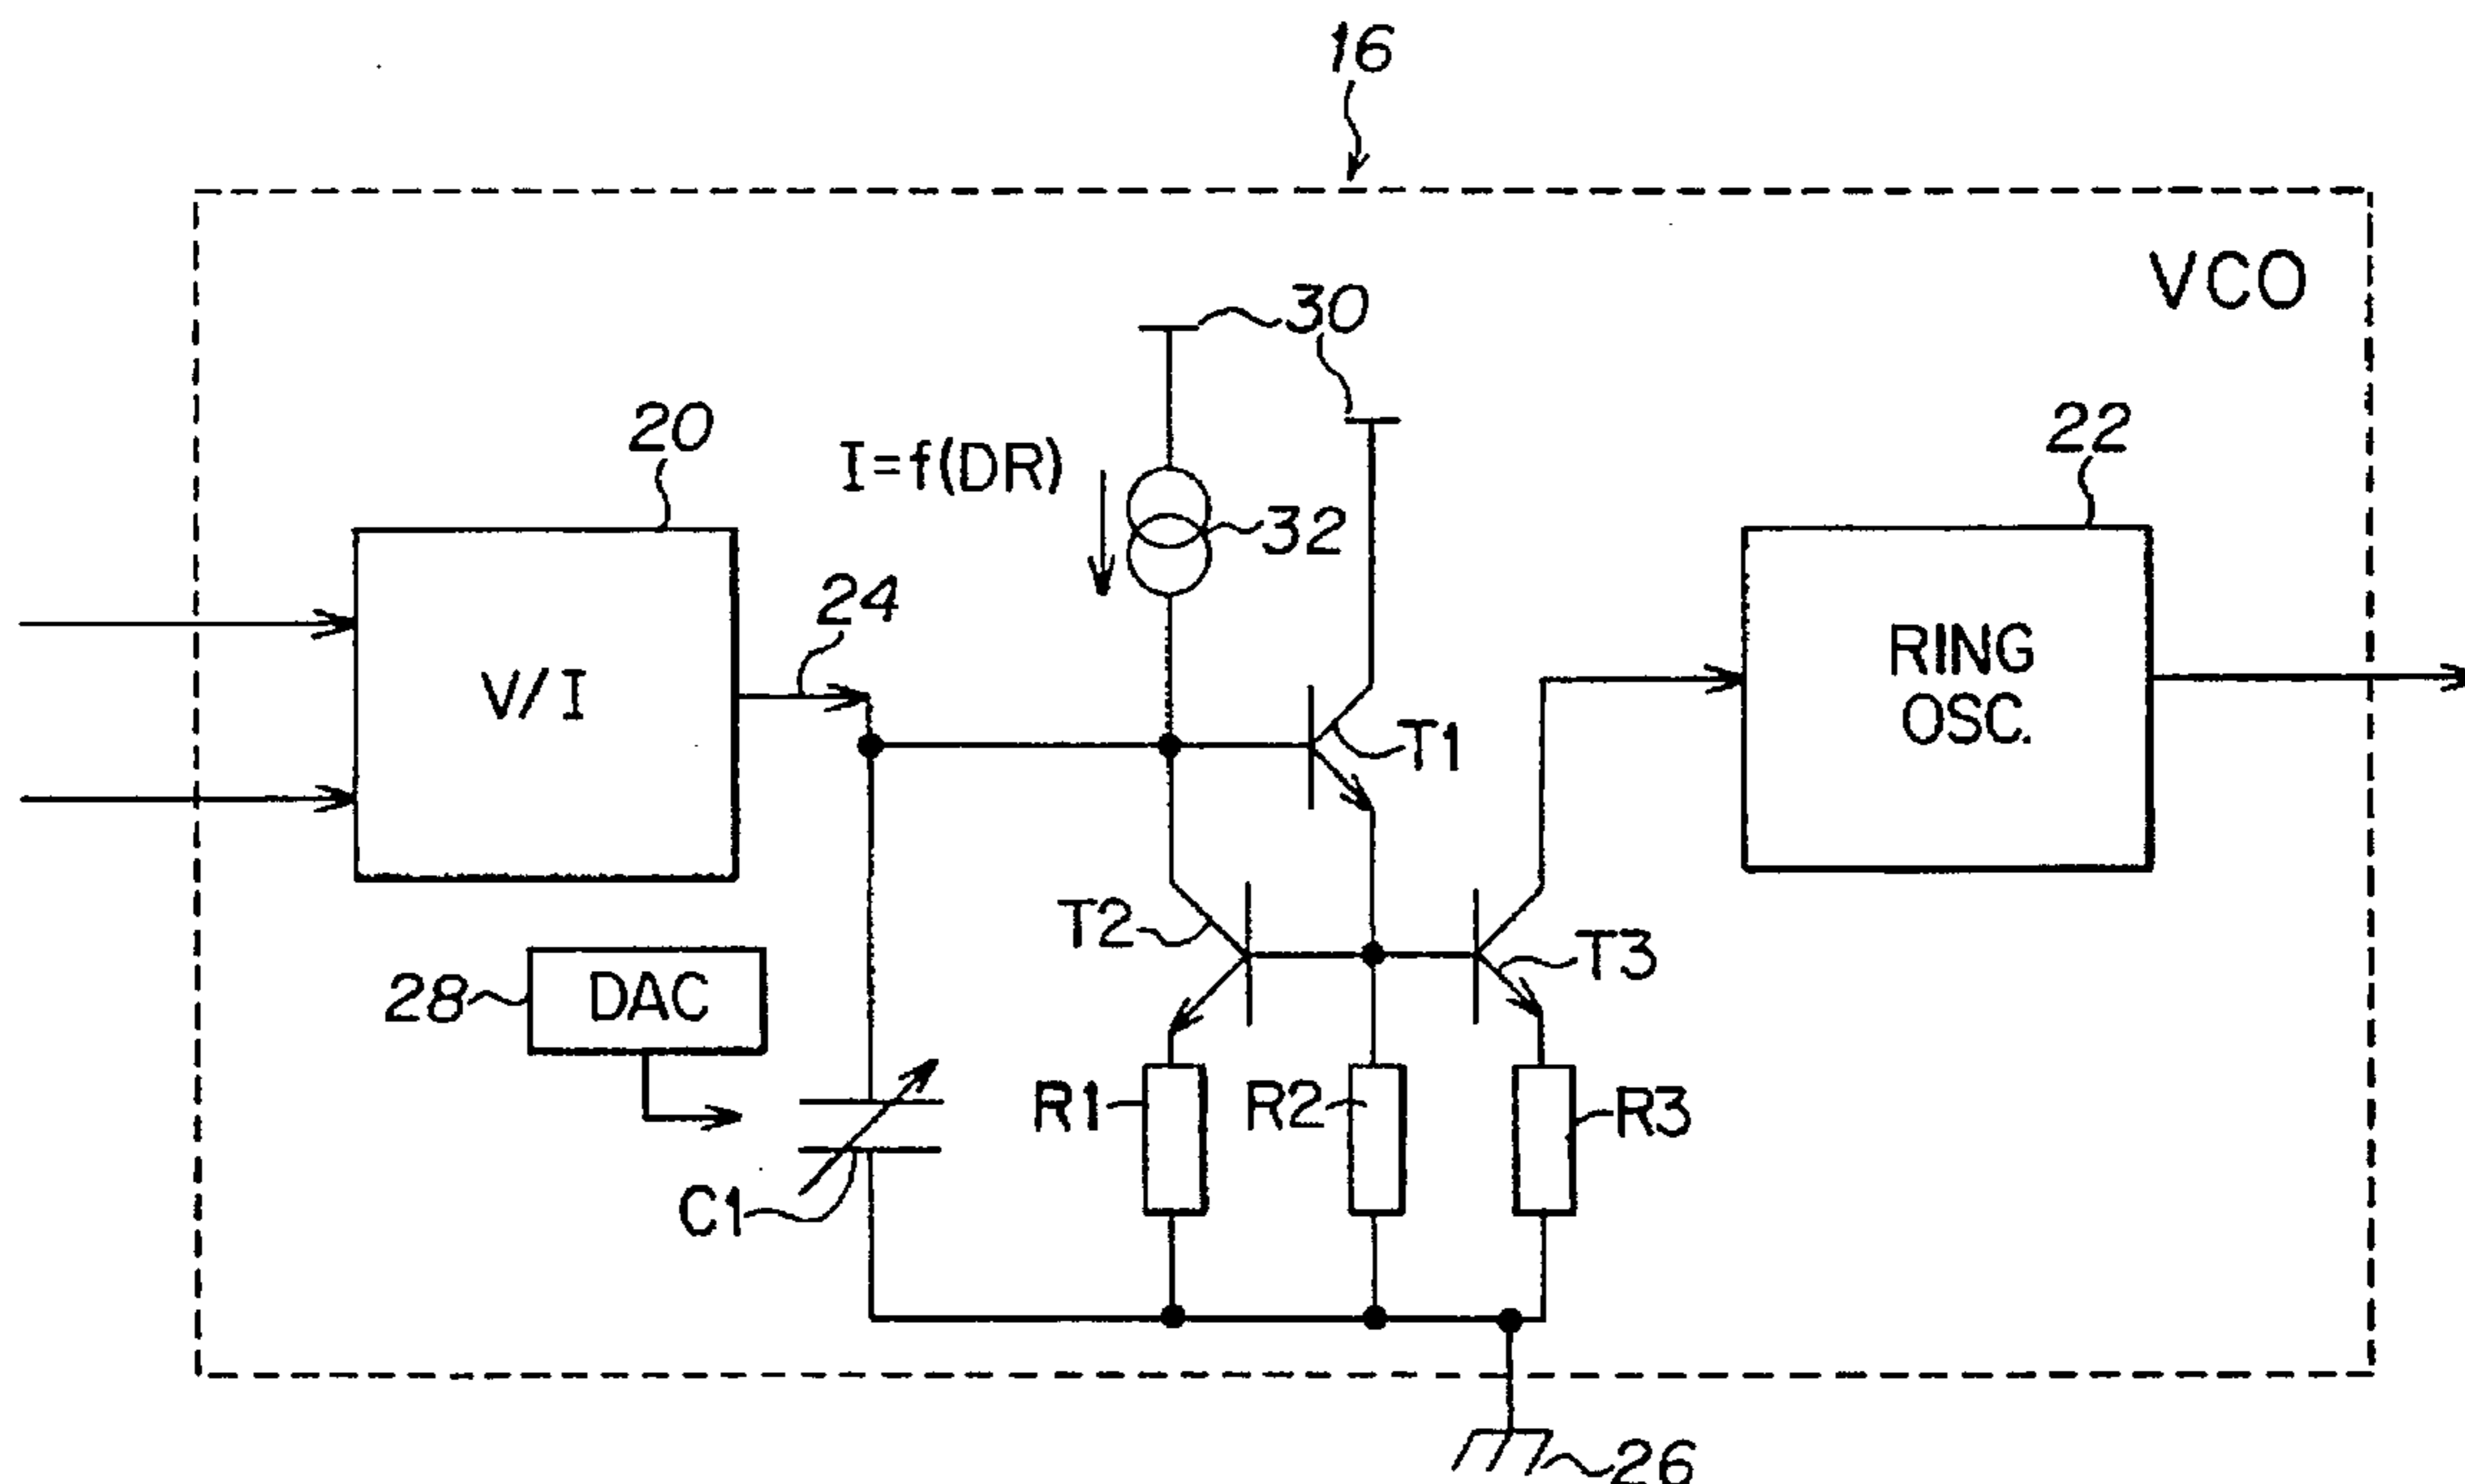 16
VCO
30
20
I=f(DR)
32
22
24
V/I
RING
OSC.
T1
T2
T3
28
DAC
R1
R2
R3
C1
26